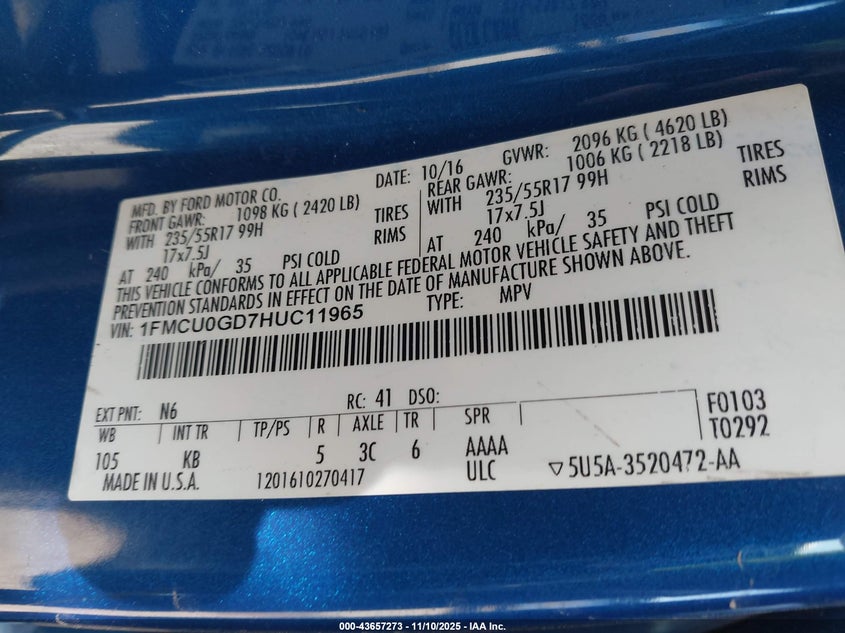 MFD. BY FORD MOTOR CO.
DATE: 10/16
GVWR: 2096 KG ( 4620 LB)
FRONT GAWR: 1098 KG ( 2420 LB)
REAR GAWR: 1006 KG ( 2218 LB)
WITH 235/55R17 99H TIRES
WITH 235/55R17 99H TIRES
17x7.5J RIMS
17x7.5J RIMS
AT 240 kPa/ 35 PSI COLD
AT 240 kPa/ 35 PSI COLD
THIS VEHICLE CONFORMS TO ALL APPLICABLE FEDERAL MOTOR VEHICLE SAFETY AND THEFT
PREVENTION STANDARDS IN EFFECT ON THE DATE OF MANUFACTURE SHOWN ABOVE.
VIN: 1FMCU0GD7HUC11965
TYPE: MPV
EXT PNT: N6 RC: 41 DSO:
WB INT TR TP/PS R AXLE TR SPR
105 KB 5 3C 6 AAAA
ULC
F0103
T0292
MADE IN U.S.A. 1201610270417
▽5U5A-3520472-AA
000-43657273 - 11/10/2025 - IAA Inc.